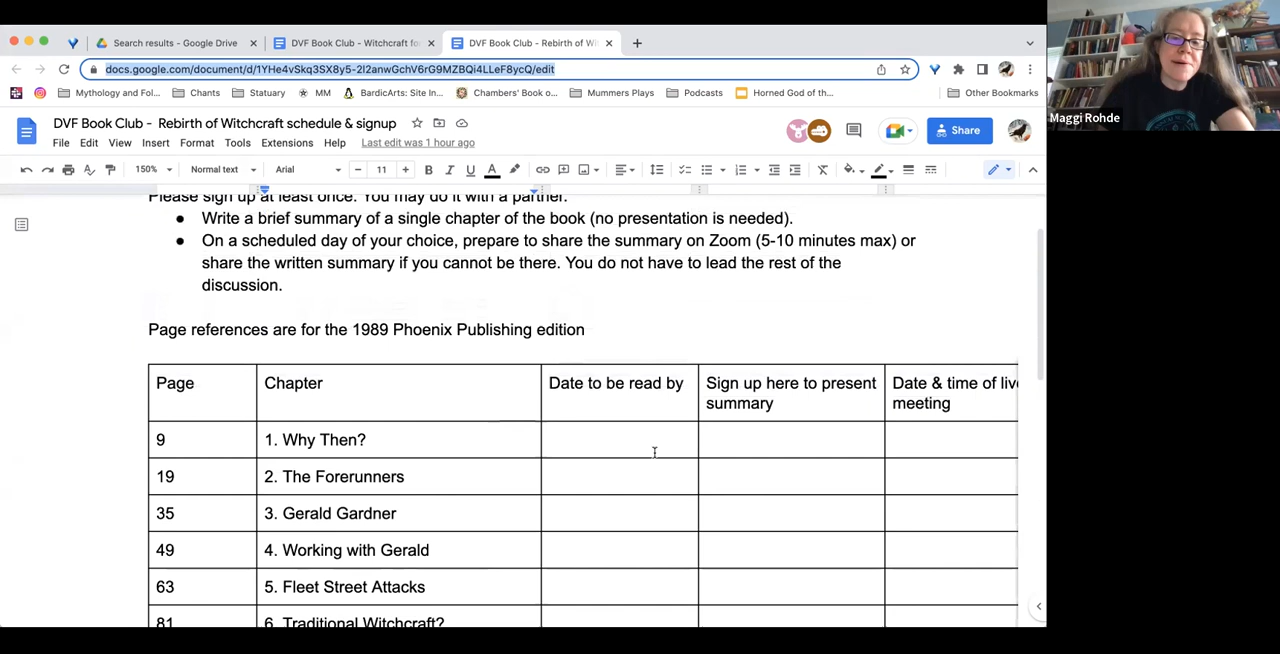 Search results - Google Drive
DVF Book Club - Witchcraft fo
DVF Book Club - Rebirth of Wi
docs.google.com/document/d/1YHe4vSkq3SX8y5-2l2anwGchV6rG9MZBQi4LLeF8ycQ/edit
Mythology and Fol...
Chants
Statuary
MM
BardicArts: Site In...
Chambers' Book o...
Mummers Plays
Podcasts
Horned God of th...
Other Bookmarks
Maggi Rohde
DVF Book Club - Rebirth of Witchcraft schedule & signup
Share
File Edit View Insert Format Tools Extensions Help Last edit was 1 hour ago
150% Normal text Arial 11 B I U A
Please sign up at least once. You may do it with a partner.
● Write a brief summary of a single chapter of the book (no presentation is needed).
● On a scheduled day of your choice, prepare to share the summary on Zoom (5-10 minutes max) or
share the written summary if you cannot be there. You do not have to lead the rest of the
discussion.
Page references are for the 1989 Phoenix Publishing edition
Page Chapter Date to be read by Sign up here to present Date & time of live
summary meeting
9 1. Why Then?
19 2. The Forerunners
35 3. Gerald Gardner
49 4. Working with Gerald
63 5. Fleet Street Attacks
81 6. Traditional Witchcraft?